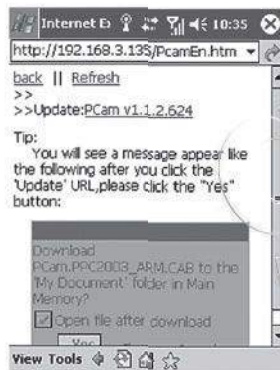 Internet Ex 10:35
http://192.168.3.135/PcamEn.htm
back || Refresh
>>
>>Update:PCam v1.1.2.624
Tip:
You will see a message appear like
the following after you click the
'Update' URL,please click the "Yes"
button:
Download
PCam.PPC2003_ARM.CAB to the
'My Document' folder in Main
Memory?
Open file after download
Yes
View Tools